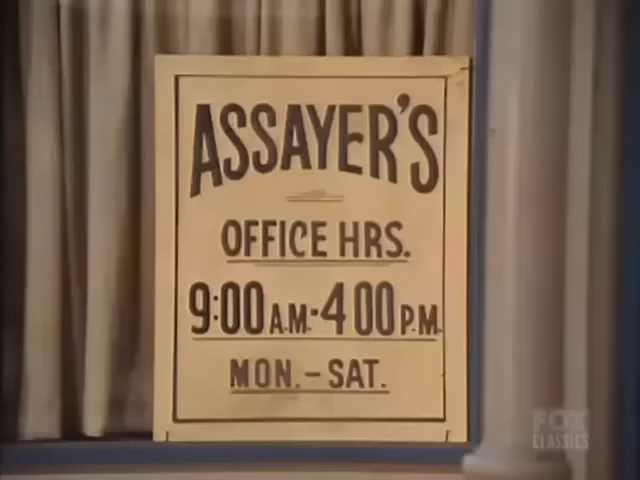 ASSAYER'S
OFFICE HRS.
9:00 A.M.-4 00 P.M.
MON.-SAT.
FOX
CLASSICS